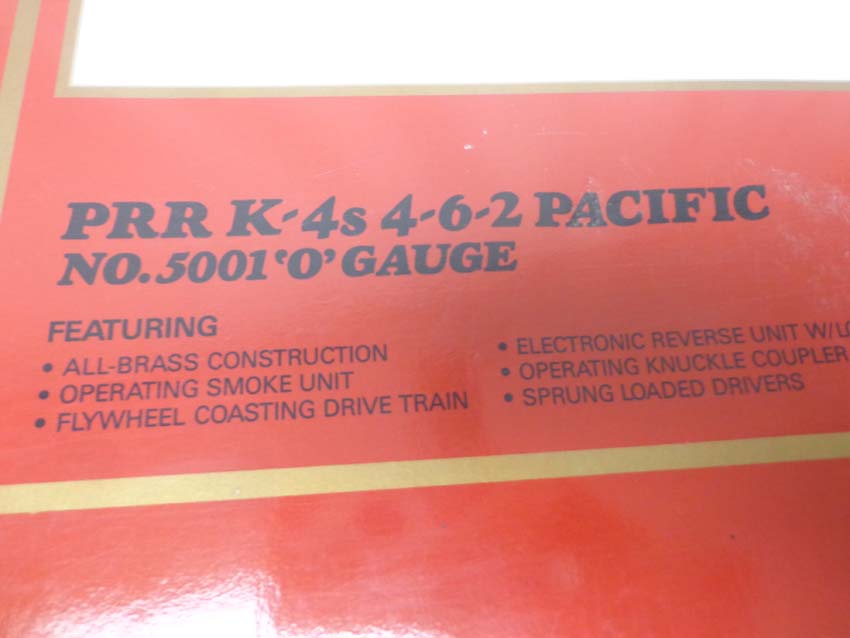 PRR K-4s 4-6-2 PACIFIC
NO. 5001 'O' GAUGE
FEATURING
• ALL-BRASS CONSTRUCTION
• OPERATING SMOKE UNIT
• FLYWHEEL COASTING DRIVE TRAIN
• ELECTRONIC REVERSE UNIT W/
• OPERATING KNUCKLE COUPLER
• SPRUNG LOADED DRIVERS